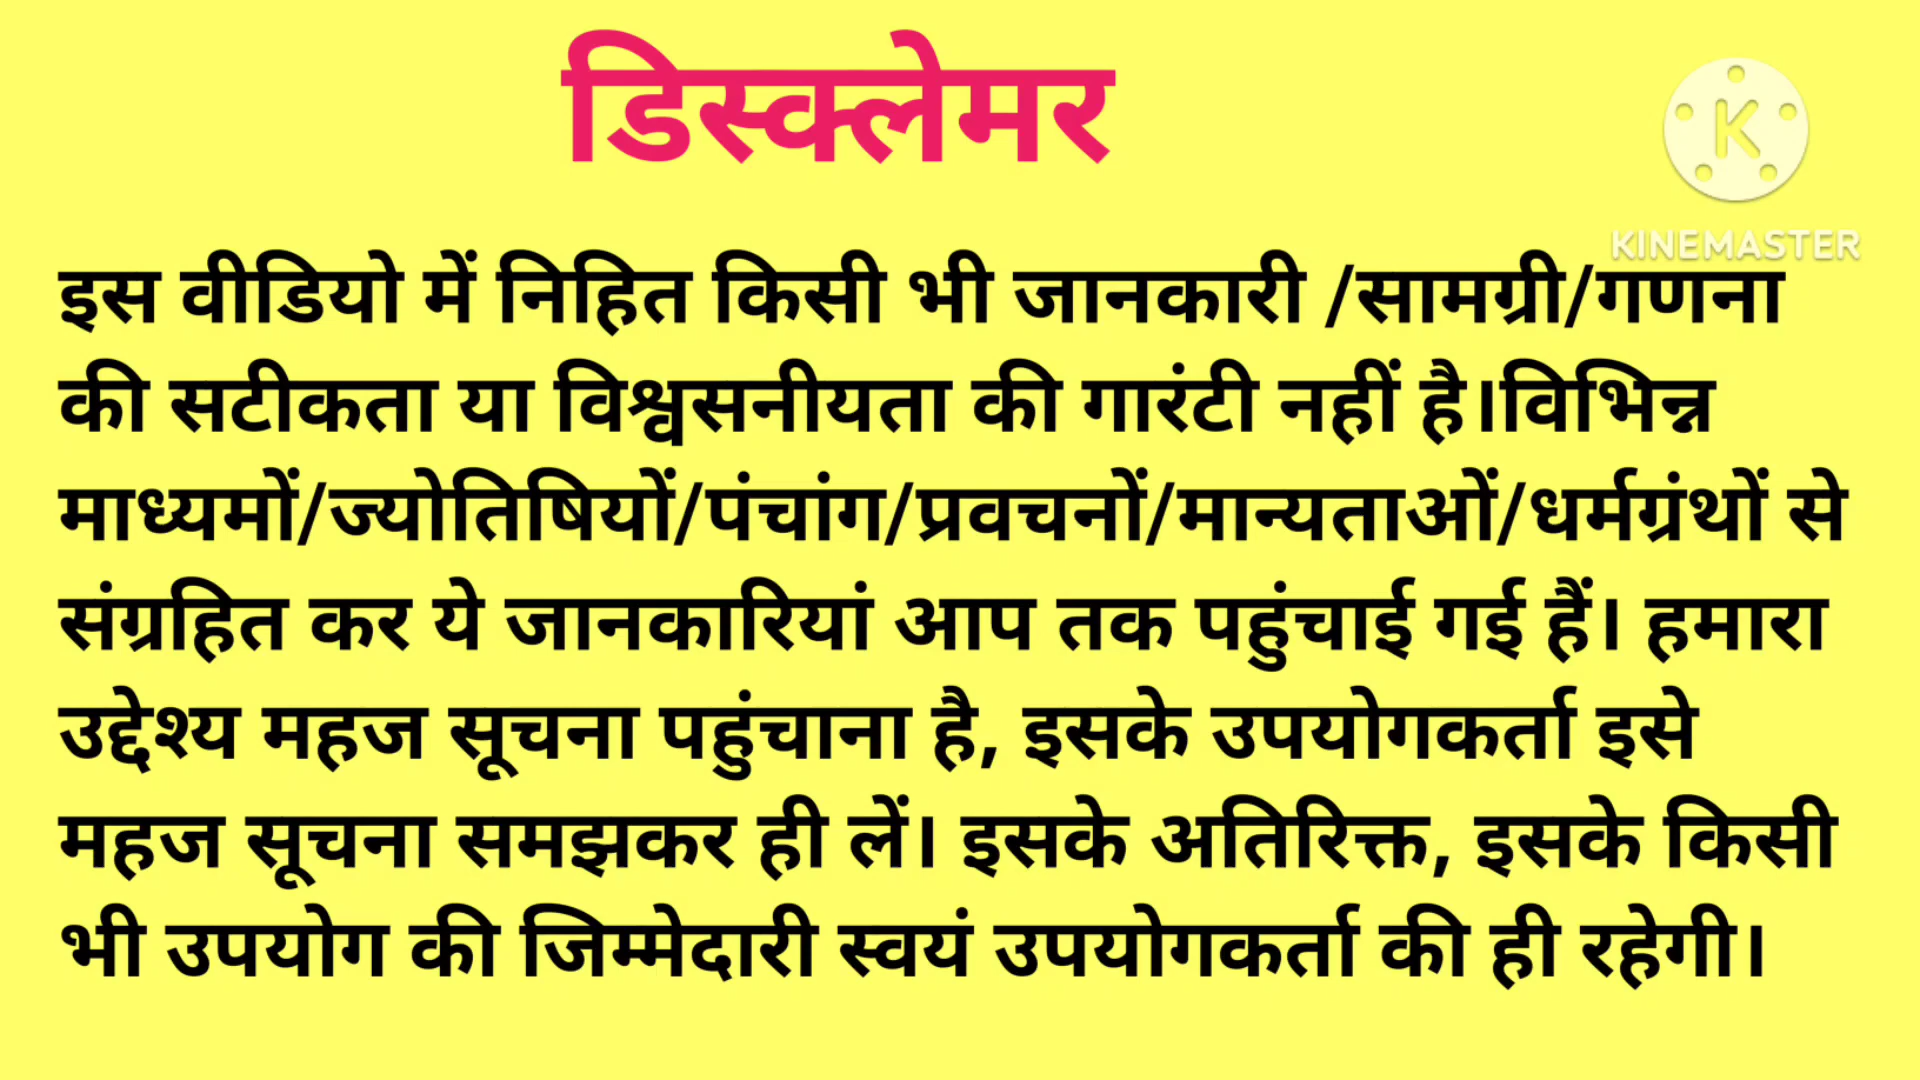 डिस्क्लेमर
K
KINEMASTER
इस वीडियो में निहित किसी भी जानकारी /सामग्री/गणना
की सटीकता या विश्वसनीयता की गारंटी नहीं है।विभिन्न
माध्यमों/ज्योतिषियों/पंचांग/प्रवचनों/मान्यताओं/धर्मग्रंथों से
संग्रहित कर ये जानकारियां आप तक पहुंचाई गई हैं। हमारा
उद्देश्य महज सूचना पहुंचाना है, इसके उपयोगकर्ता इसे
महज सूचना समझकर ही लें। इसके अतिरिक्त, इसके किसी
भी उपयोग की जिम्मेदारी स्वयं उपयोगकर्ता की ही रहेगी।